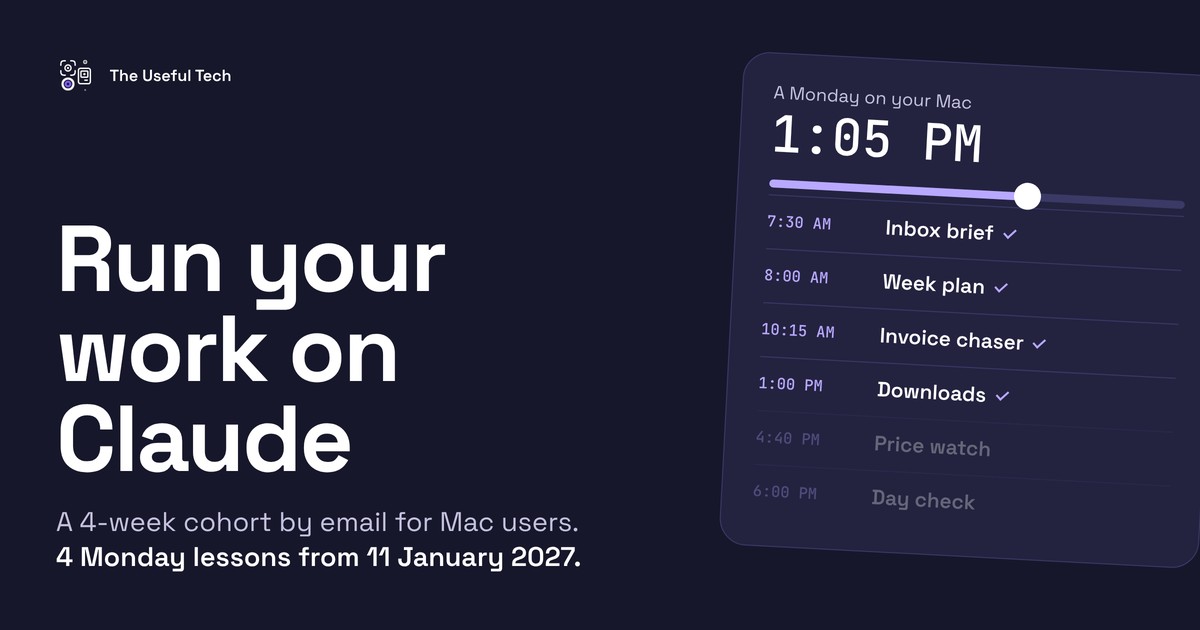 The Useful Tech
Run your
work on
Claude
A 4-week cohort by email for Mac users.
4 Monday lessons from 11 January 2027.
A Monday on your Mac
1:05 PM
7:30 AM Inbox brief ✓
8:00 AM Week plan ✓
10:15 AM Invoice chaser ✓
1:00 PM Downloads ✓
4:40 PM Price watch
6:00 PM Day check